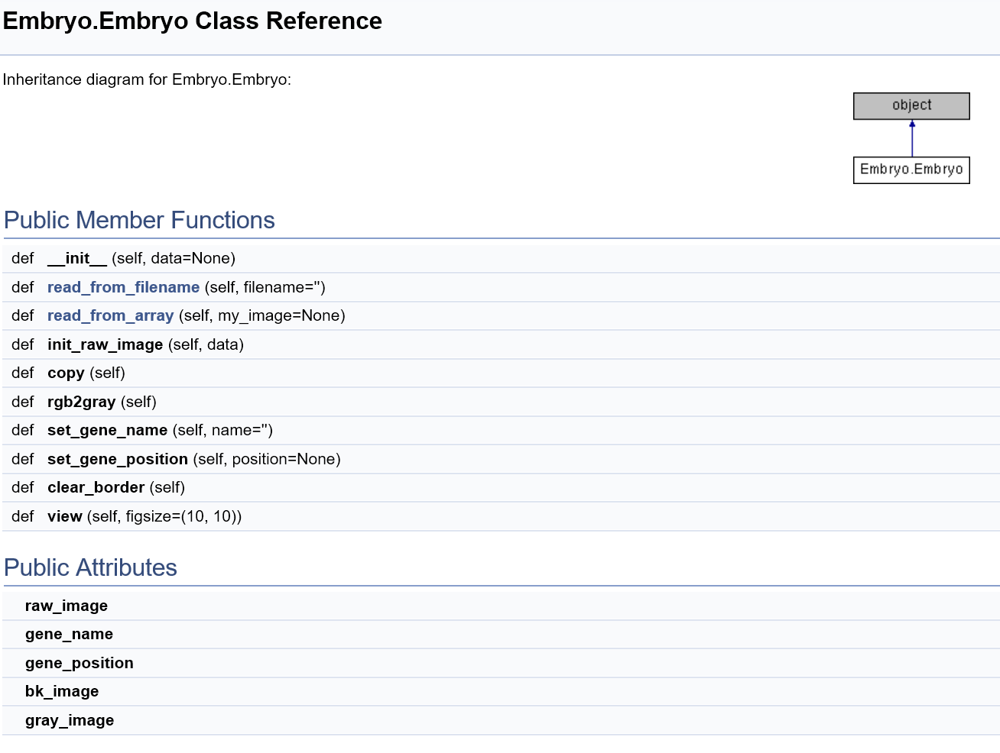 Embryo.Embryo Class Reference
Inheritance diagram for Embryo.Embryo:
object
Embryo.Embryo
Public Member Functions
def __init__ (self, data=None)
def read_from_filename (self, filename='')
def read_from_array (self, my_image=None)
def init_raw_image (self, data)
def copy (self)
def rgb2gray (self)
def set_gene_name (self, name='')
def set_gene_position (self, position=None)
def clear_border (self)
def view (self, figsize=(10, 10))
Public Attributes
raw_image
gene_name
gene_position
bk_image
gray_image